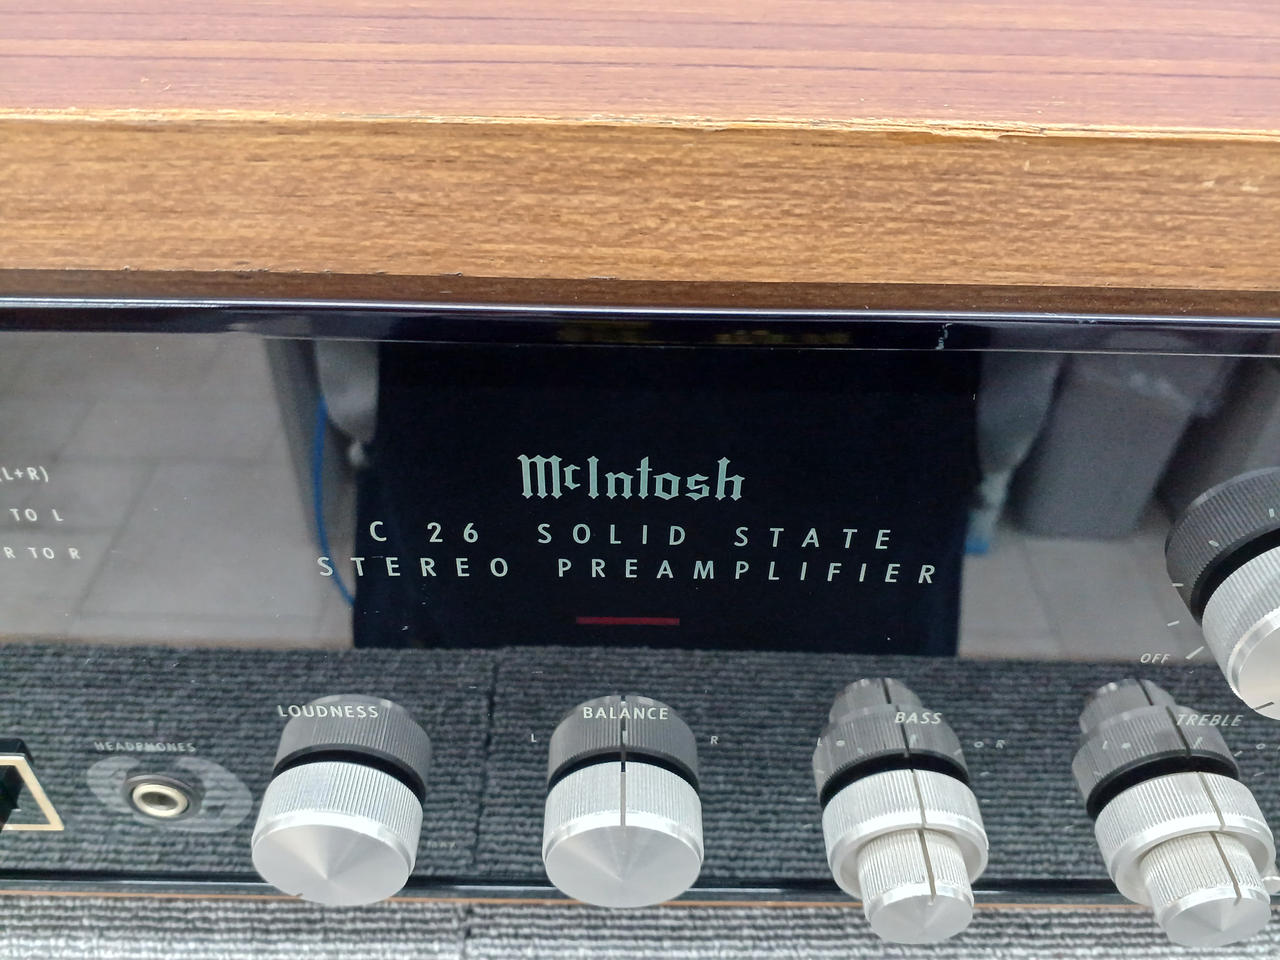 (L+R)
TO L
R TO R
McIntosh
C 26 SOLID STATE
STEREO PREAMPLIFIER
OFF
LOUDNESS
BALANCE
BASS
TREBLE
L
R
L
R
L
HEADPHONES